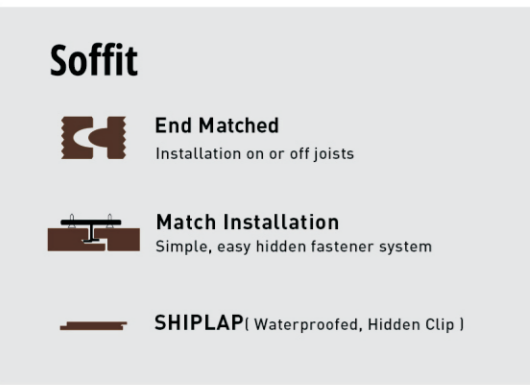 Soffit
End Matched
Installation on or off joists
Match Installation
Simple, easy hidden fastener system
SHIPLAP( Waterproofed, Hidden Clip )